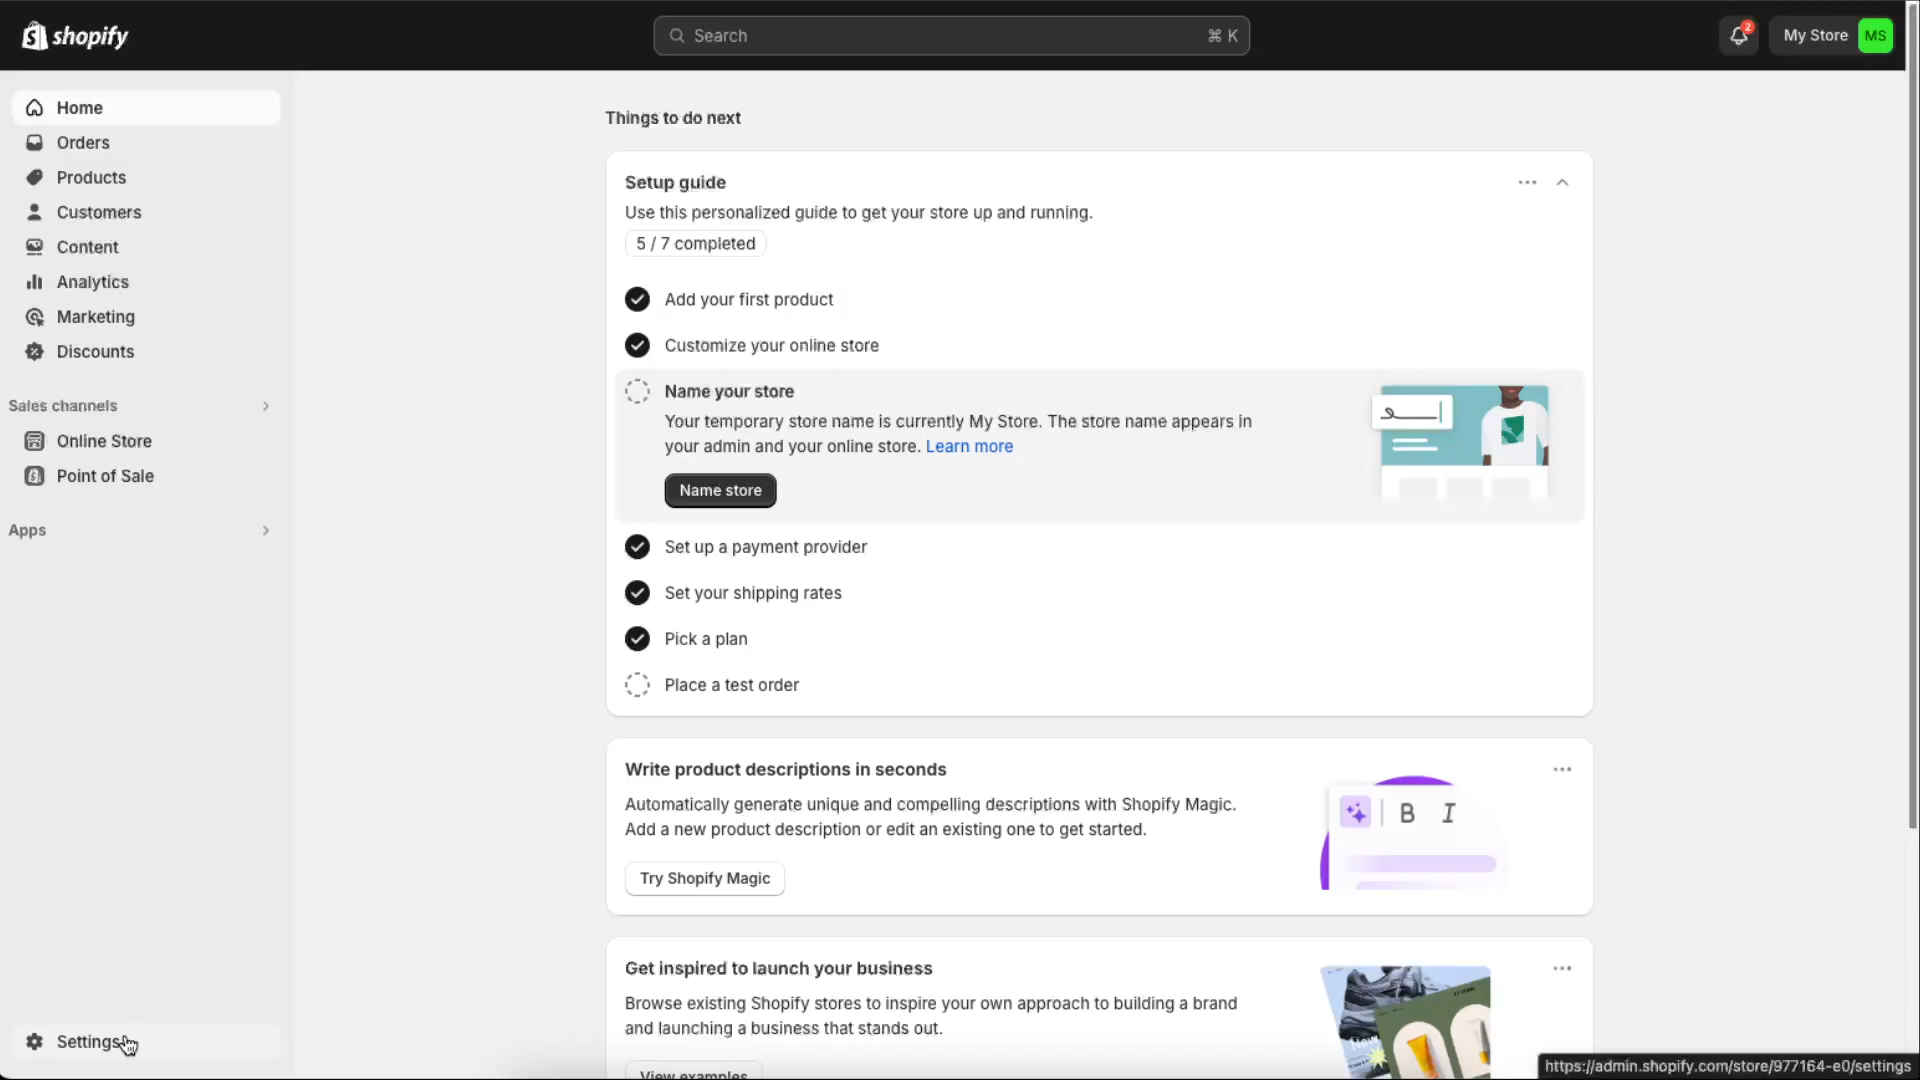 shopify
Search
⌘ K
2
My Store
MS
Home
Orders
Products
Customers
Content
Analytics
Marketing
Discounts
Sales channels
Online Store
Point of Sale
Apps
Settings
Things to do next
Setup guide
Use this personalized guide to get your store up and running.
5 / 7 completed
Add your first product
Customize your online store
Name your store
Your temporary store name is currently My Store. The store name appears in
your admin and your online store. Learn more
Name store
Set up a payment provider
Set your shipping rates
Pick a plan
Place a test order
Write product descriptions in seconds
Automatically generate unique and compelling descriptions with Shopify Magic.
Add a new product description or edit an existing one to get started.
Try Shopify Magic
B I
Get inspired to launch your business
Browse existing Shopify stores to inspire your own approach to building a brand
and launching a business that stands out.
View examples
New
https://admin.shopify.com/store/977164-e0/settings